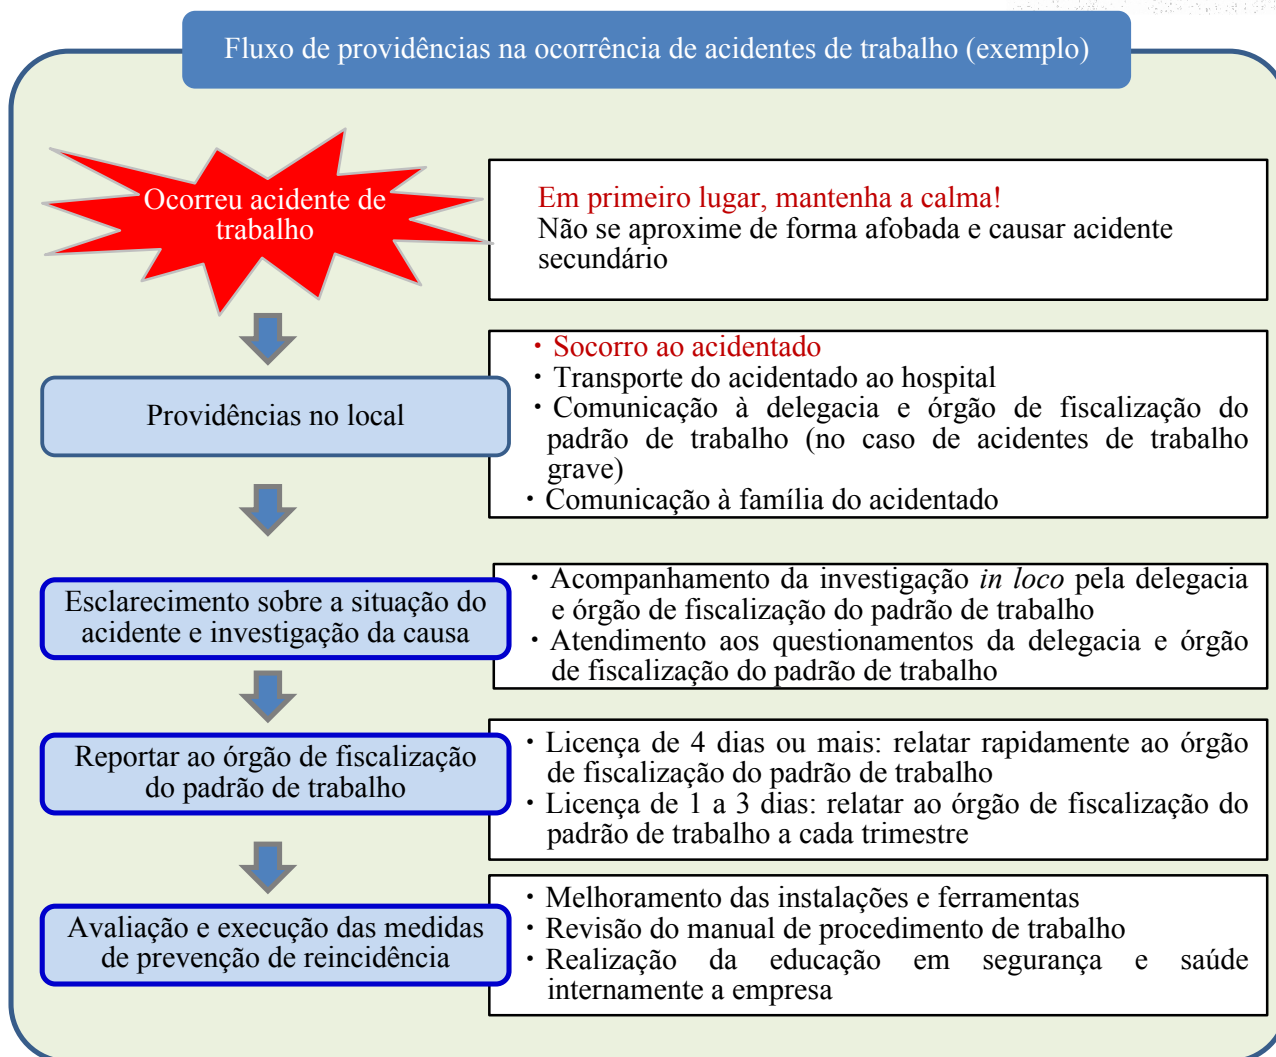 Fluxo de providências na ocorrência de acidentes de trabalho (exemplo)
Ocorreu acidente de
trabalho
Em primeiro lugar, mantenha a calma!
Não se aproxime de forma afobada e causar acidente
secundário
Providências no local
・Socorro ao acidentado
・Transporte do acidentado ao hospital
・Comunicação à delegacia e órgão de fiscalização do
padrão de trabalho (no caso de acidentes de trabalho
grave)
・Comunicação à família do acidentado
Esclarecimento sobre a situação do
acidente e investigação da causa
・Acompanhamento da investigação in loco pela delegacia
e órgão de fiscalização do padrão de trabalho
・Atendimento aos questionamentos da delegacia e órgão
de fiscalização do padrão de trabalho
Reportar ao órgão de fiscalização
do padrão de trabalho
・Licença de 4 dias ou mais: relatar rapidamente ao órgão
de fiscalização do padrão de trabalho
・Licença de 1 a 3 dias: relatar ao órgão de fiscalização do
padrão de trabalho a cada trimestre
Avaliação e execução das medidas
de prevenção de reincidência
・Melhoramento das instalações e ferramentas
・Revisão do manual de procedimento de trabalho
・Realização da educação em segurança e saúde
internamente a empresa